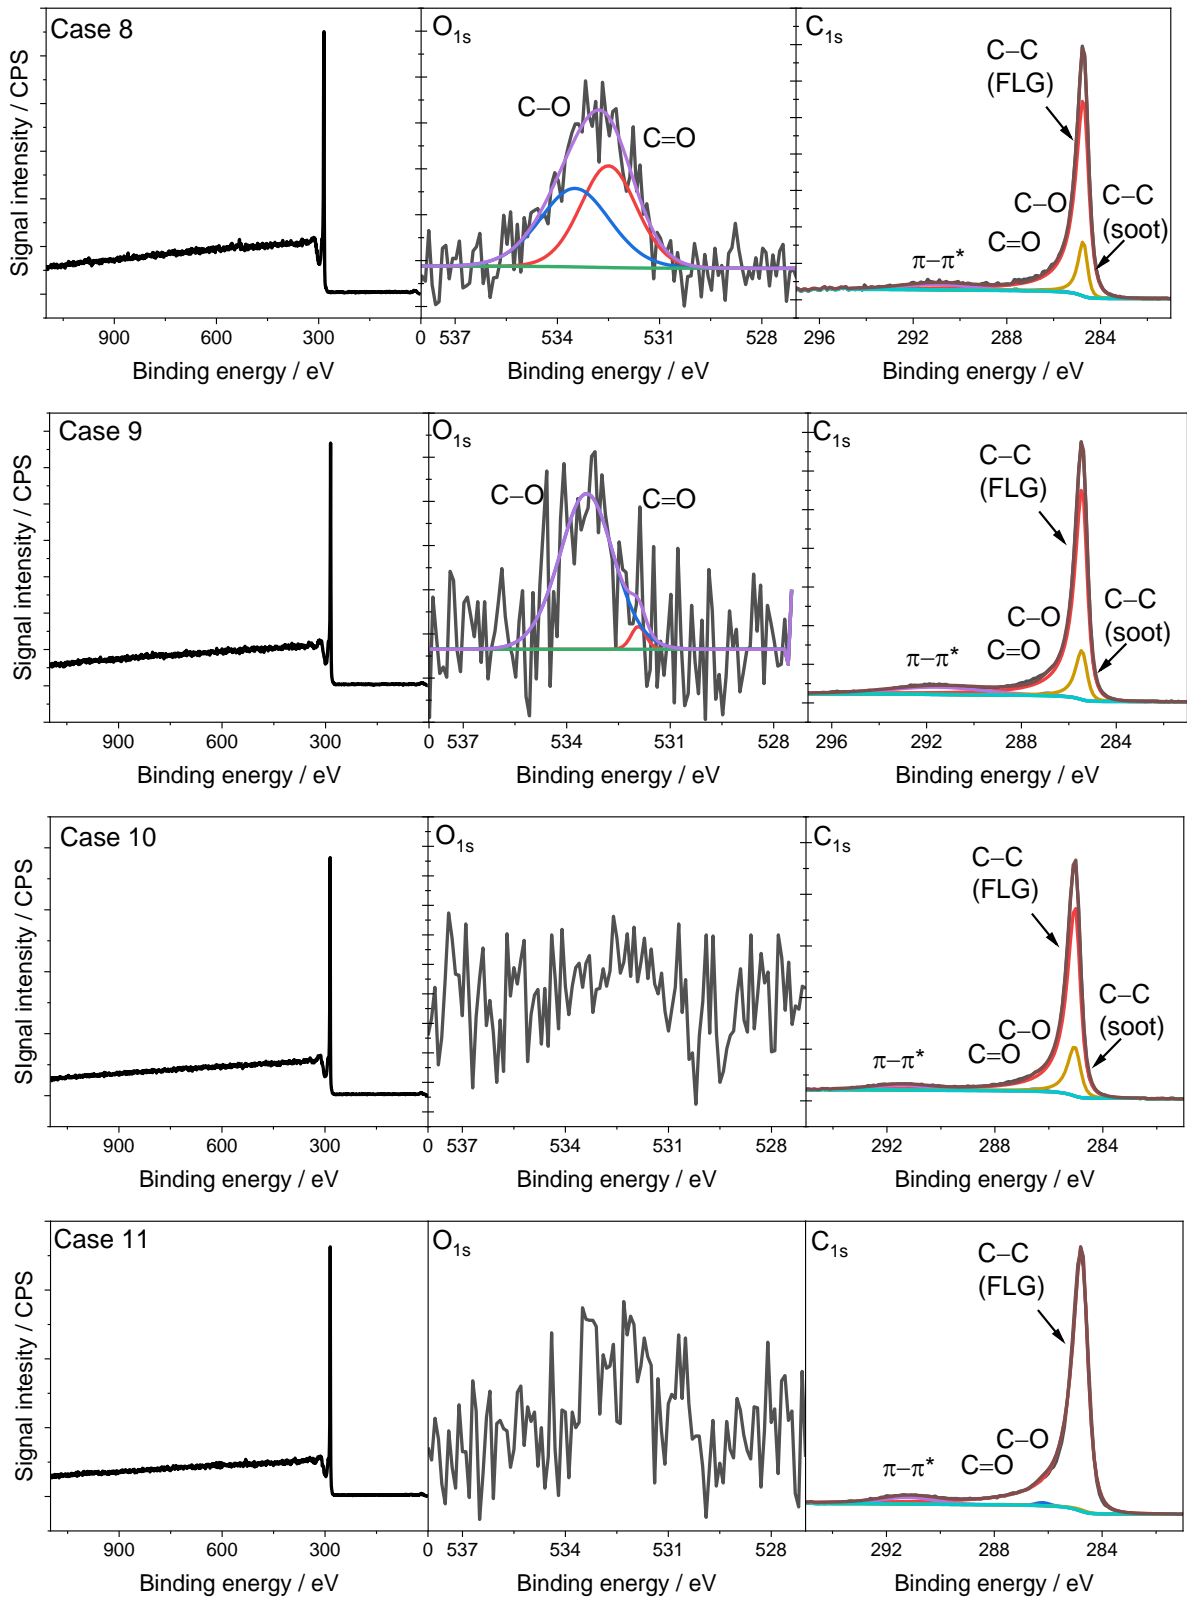 Case 8
O1s
C1s
C–C
(FLG)
C–O
C=O
C–O
C=O
C–C
(soot)
π–π*
Signal intensity / CPS
900 600 300 0
537 534 531 528
296 292 288 284
Binding energy / eV
Binding energy / eV
Binding energy / eV
Case 9
O1s
C1s
C–C
(FLG)
C–O
C=O
C–O
C=O
C–C
(soot)
π–π*
Signal intensity / CPS
900 600 300 0
537 534 531 528
296 292 288 284
Binding energy / eV
Binding energy / eV
Binding energy / eV
Case 10
O1s
C1s
C–C
(FLG)
C–O
C=O
C–C
(soot)
π–π*
SIgnal intensity / CPS
900 600 300 0
537 534 531 528
292 288 284
Binding energy / eV
Binding energy / eV
Binding energy / eV
Case 11
O1s
C1s
C–C
(FLG)
C–O
C=O
π–π*
Signal intesity / CPS
900 600 300 0
537 534 531 528
292 288 284
Binding energy / eV
Binding energy / eV
Binding energy / eV